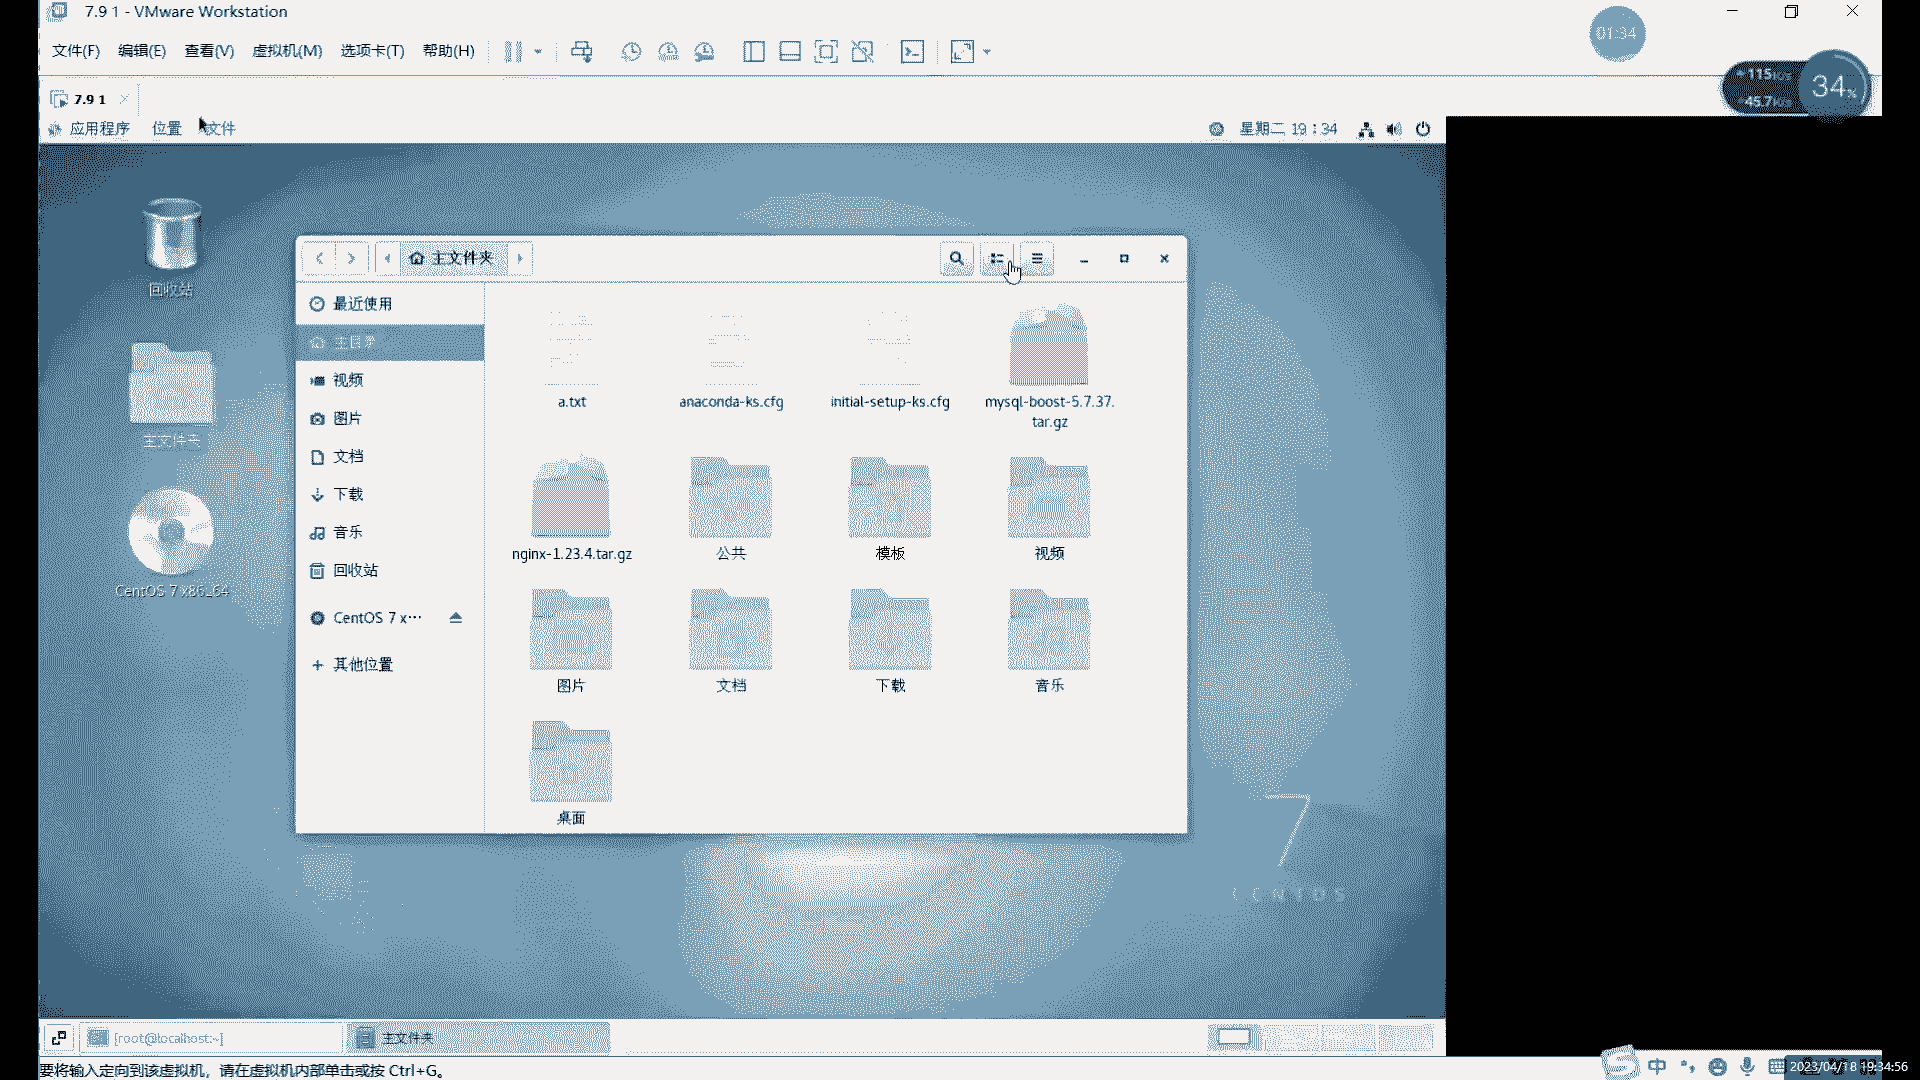 7.9 1 - VMware Workstation
文件(F) 编辑(E) 查看(V) 虚拟机(M) 选项卡(T) 帮助(H)
01:34
115K/s
45.7K/s
34%
7.9 1
应用程序 位置 文件
星期二 19：34
回收站
主文件夹
CentOS 7 x86_64
主文件夹
最近使用
主目录
视频
图片
文档
下载
音乐
回收站
CentOS 7 x…
其他位置
a.txt
anaconda-ks.cfg
initial-setup-ks.cfg
mysql-boost-5.7.37.
tar.gz
nginx-1.23.4.tar.gz
公共
模板
视频
图片
文档
下载
音乐
桌面
7
CENTOS
[root@localhost:~]
主文件夹
要将输入定向到该虚拟机，请在虚拟机内部单击或按 Ctrl+G。
中
2023/04/18 19:34:56